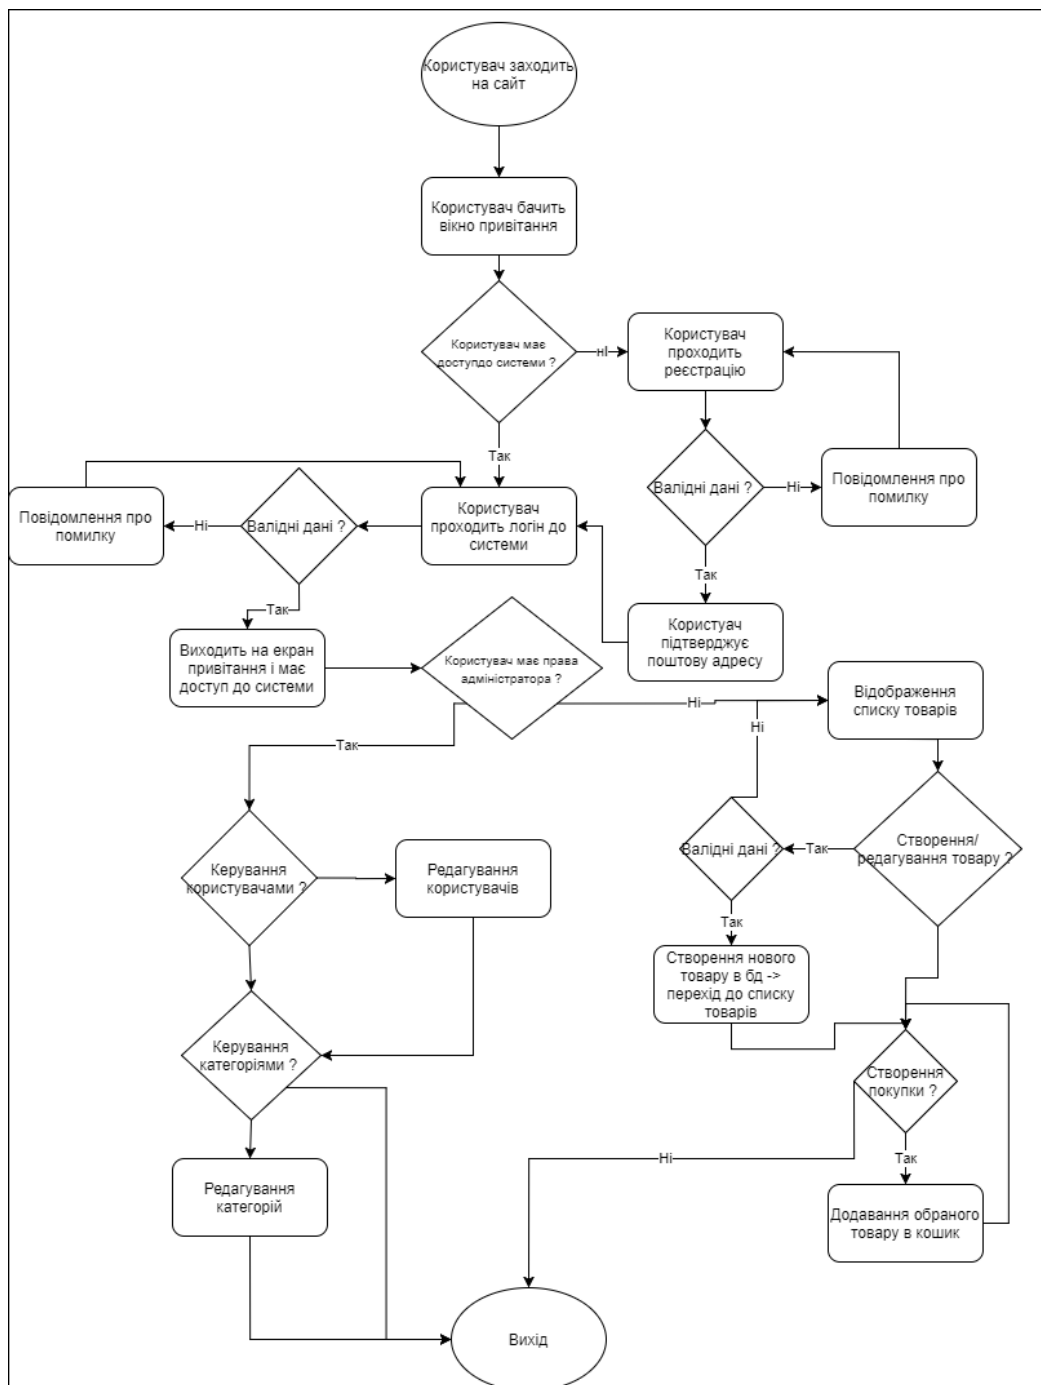 Користувач заходить
на сайт
Користувач бачить
вікно привітання
Користувач має
доступдо системи ?
нІ
Користувач
проходить
реєстрацію
Так
Валідні дані ?
Ні
Повідомлення про
помилку
Повідомлення про
помилку
Ні
Валідні дані ?
Користувач
проходить логін до
системи
Так
Так
Користуач
підтверджує
поштову адресу
Виходить на екран
привітання і має
доступ до системи
Користувач має права
адміністратора ?
Ні
Відображення
списку товарів
Ні
Так
Валідні дані ?
Так
Створення/
редагування товару ?
Керування
користувачами ?
Редагування
користувачів
Так
Створення нового
товару в бд ->
перехід до списку
товарів
Керування
категоріями ?
Створення
покупки ?
Ні
Так
Редагування
категорій
Додавання обраного
товару в кошик
Вихід